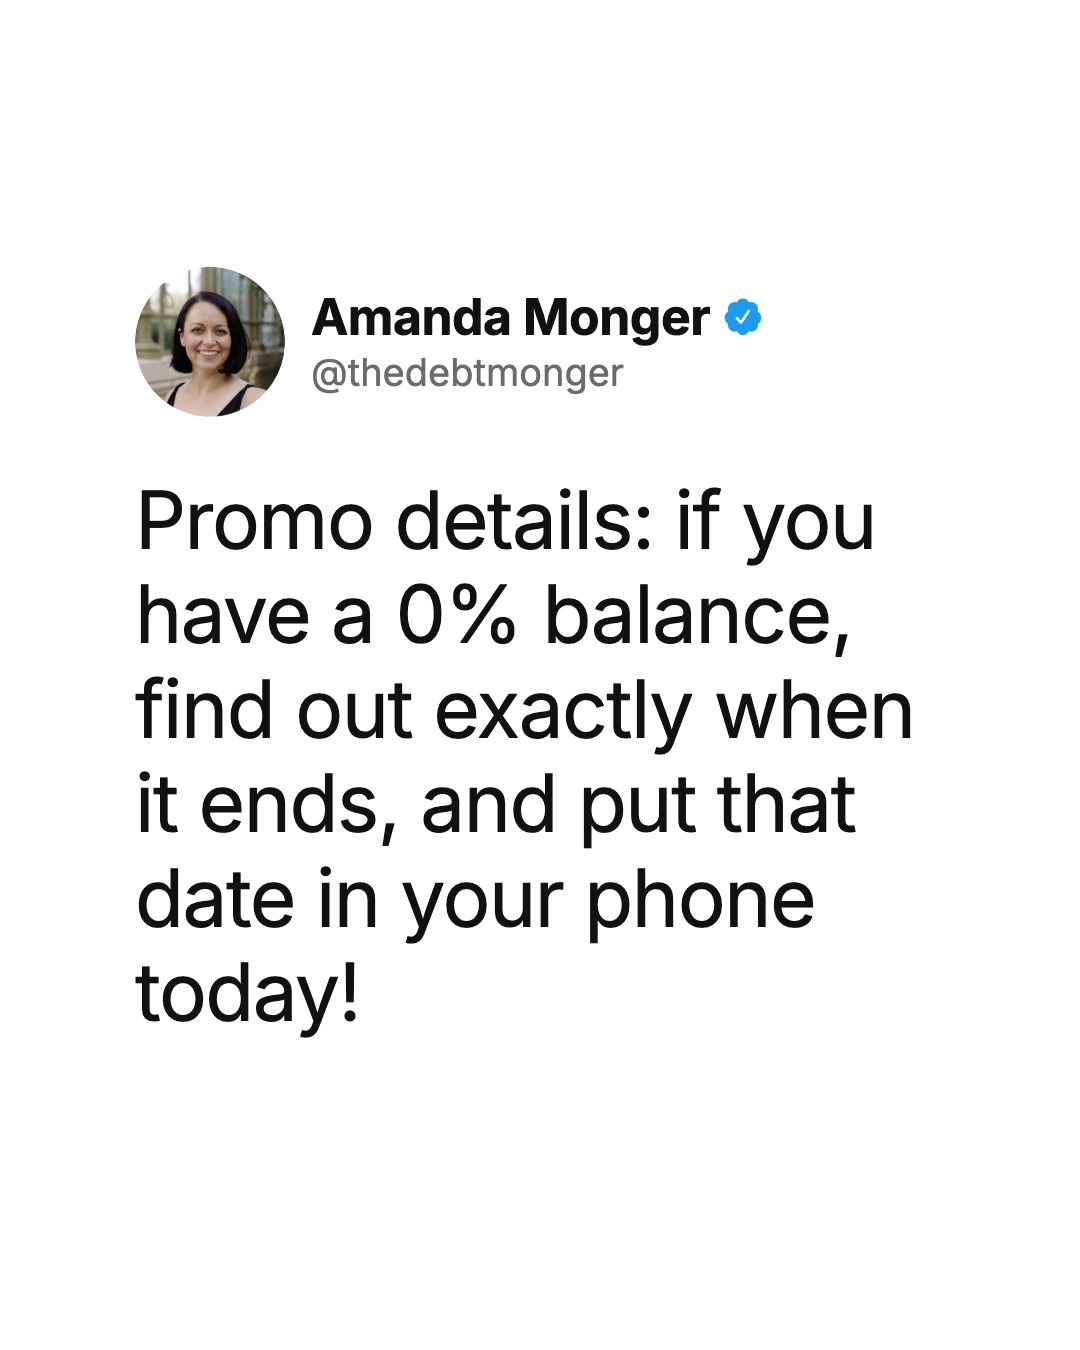 Amanda Monger
@thedebtmonger
Promo details: if you
have a 0% balance,
find out exactly when
it ends, and put that
date in your phone
today!